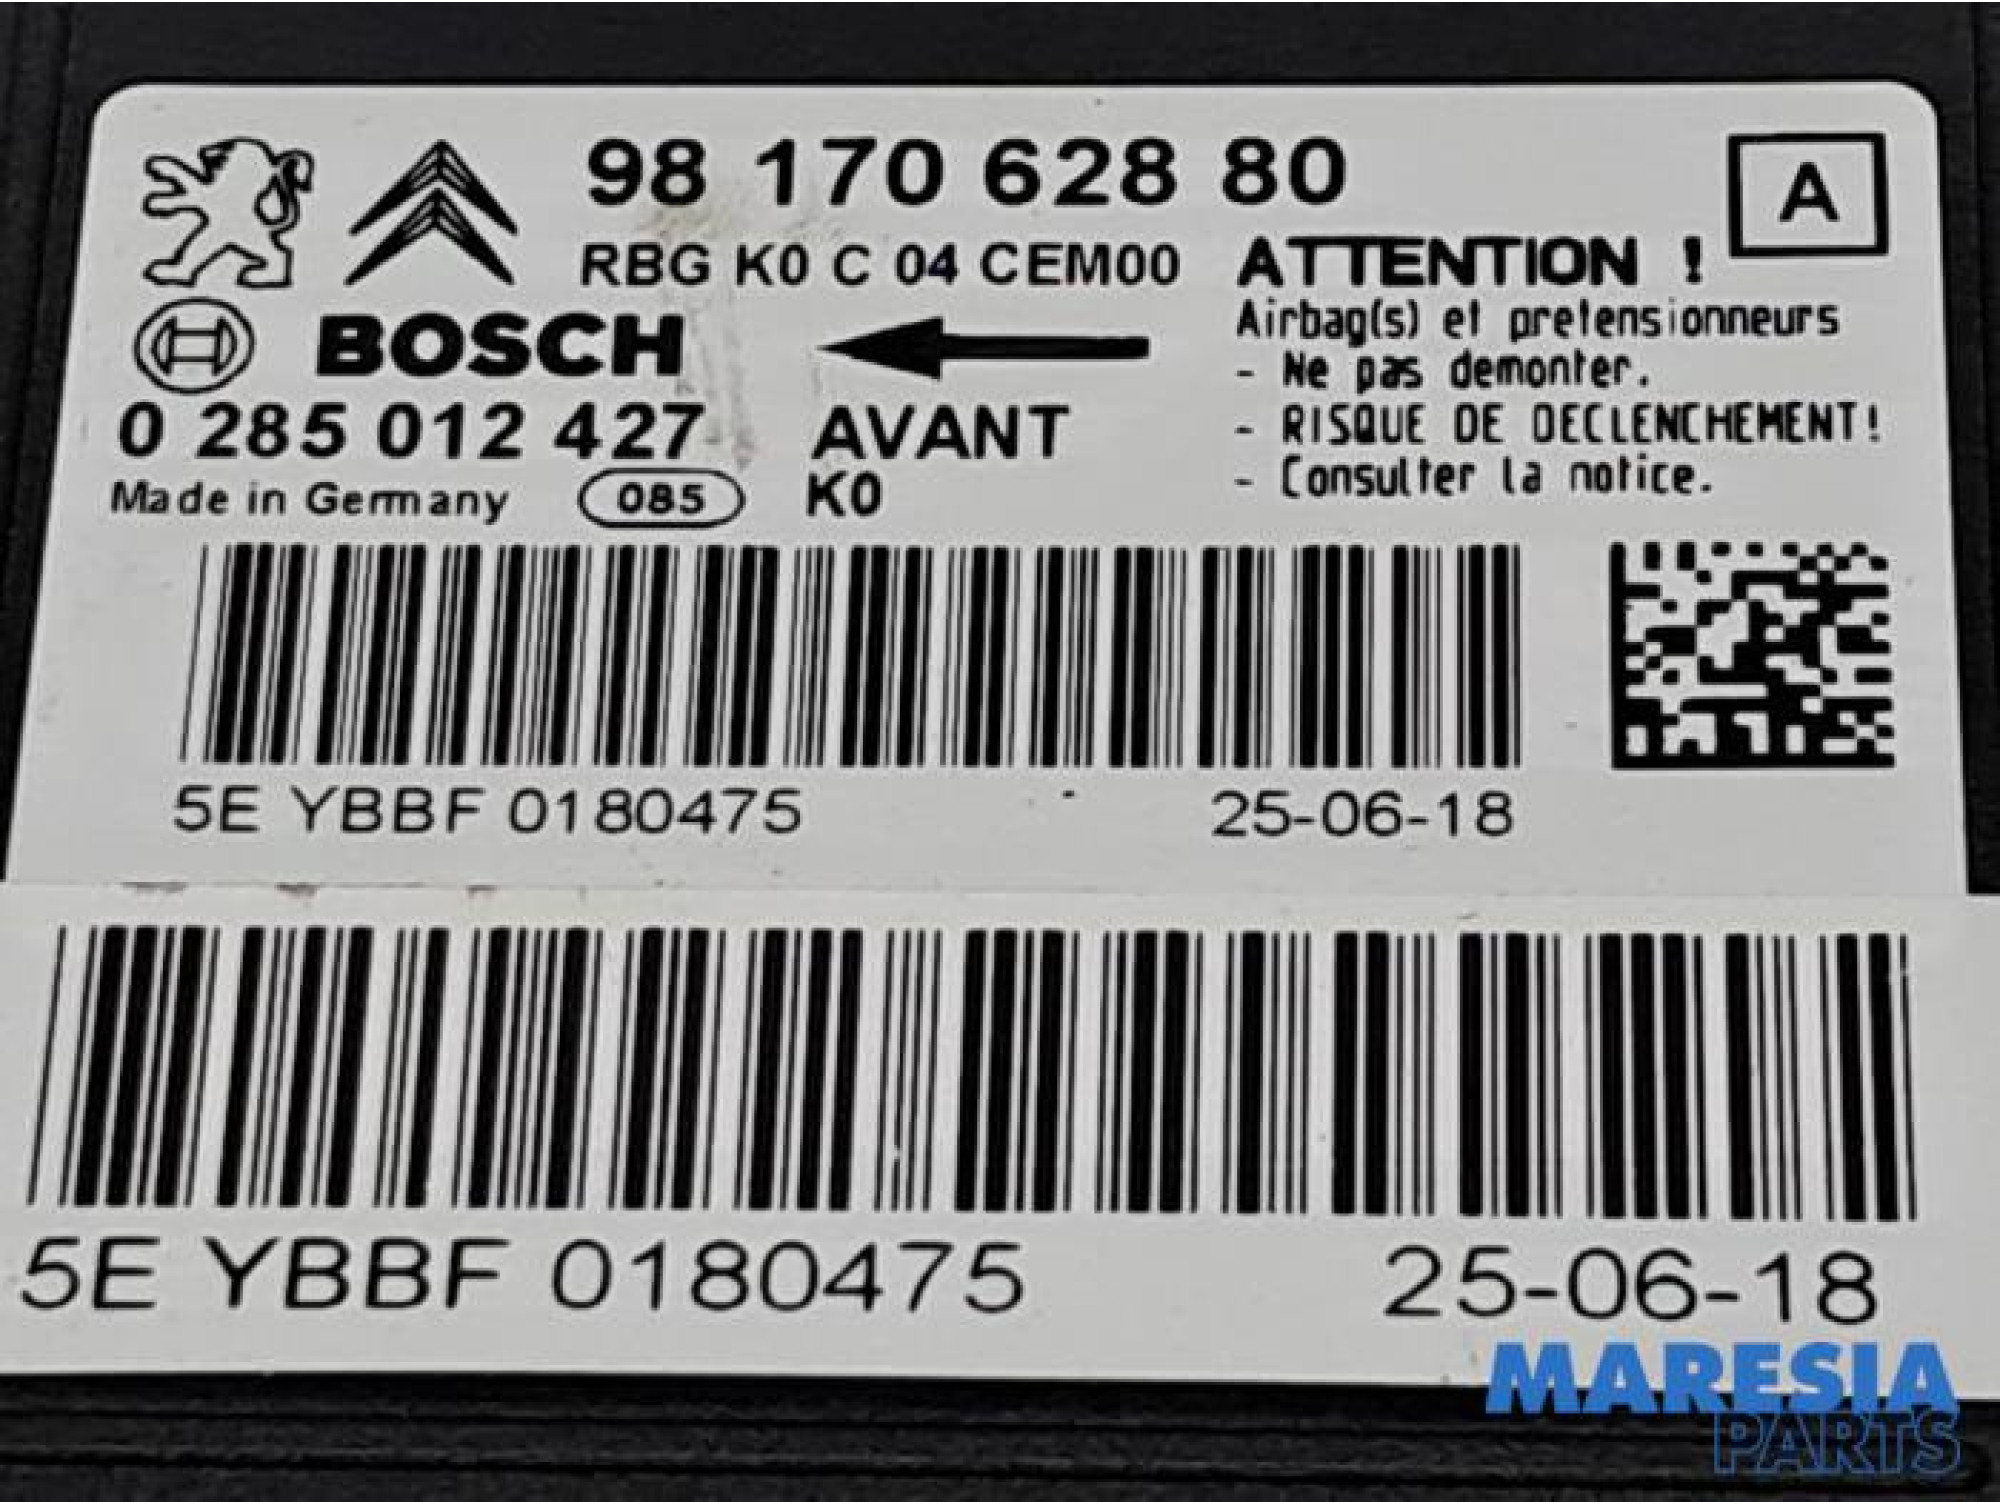 98 170 628 80
A
RBG K0 C 04 CEM00
ATTENTION !
BOSCH
Airbag(s) et pretensionneurs
- Ne pas demonter.
0 285 012 427
AVANT
- RISQUE DE DECLENCHEMENT!
Made in Germany
085
K0
- Consulter la notice.
5E YBBF 0180475
25-06-18
5E YBBF 0180475
25-06-18
MARESIA
PARTS